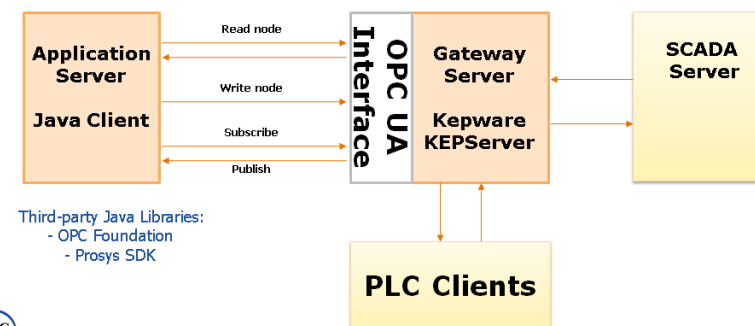 Application
Server
Java Client
Read node
Write node
Subscribe
Publish
OPC UA
Interface
Gateway
Server
Kepware
KEPServer
SCADA
Server
Third-party Java Libraries:
- OPC Foundation
- Prosys SDK
PLC Clients